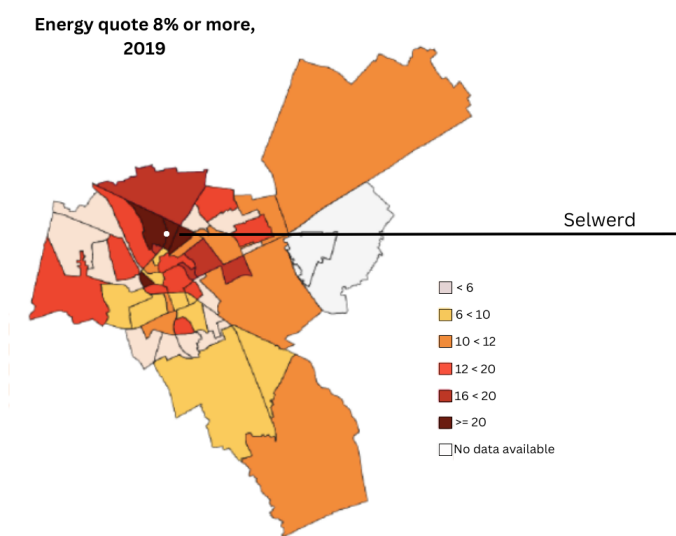 Energy quote 8% or more,
2019
Selwerd
< 6
6 < 10
10 < 12
12 < 20
16 < 20
>= 20
No data available